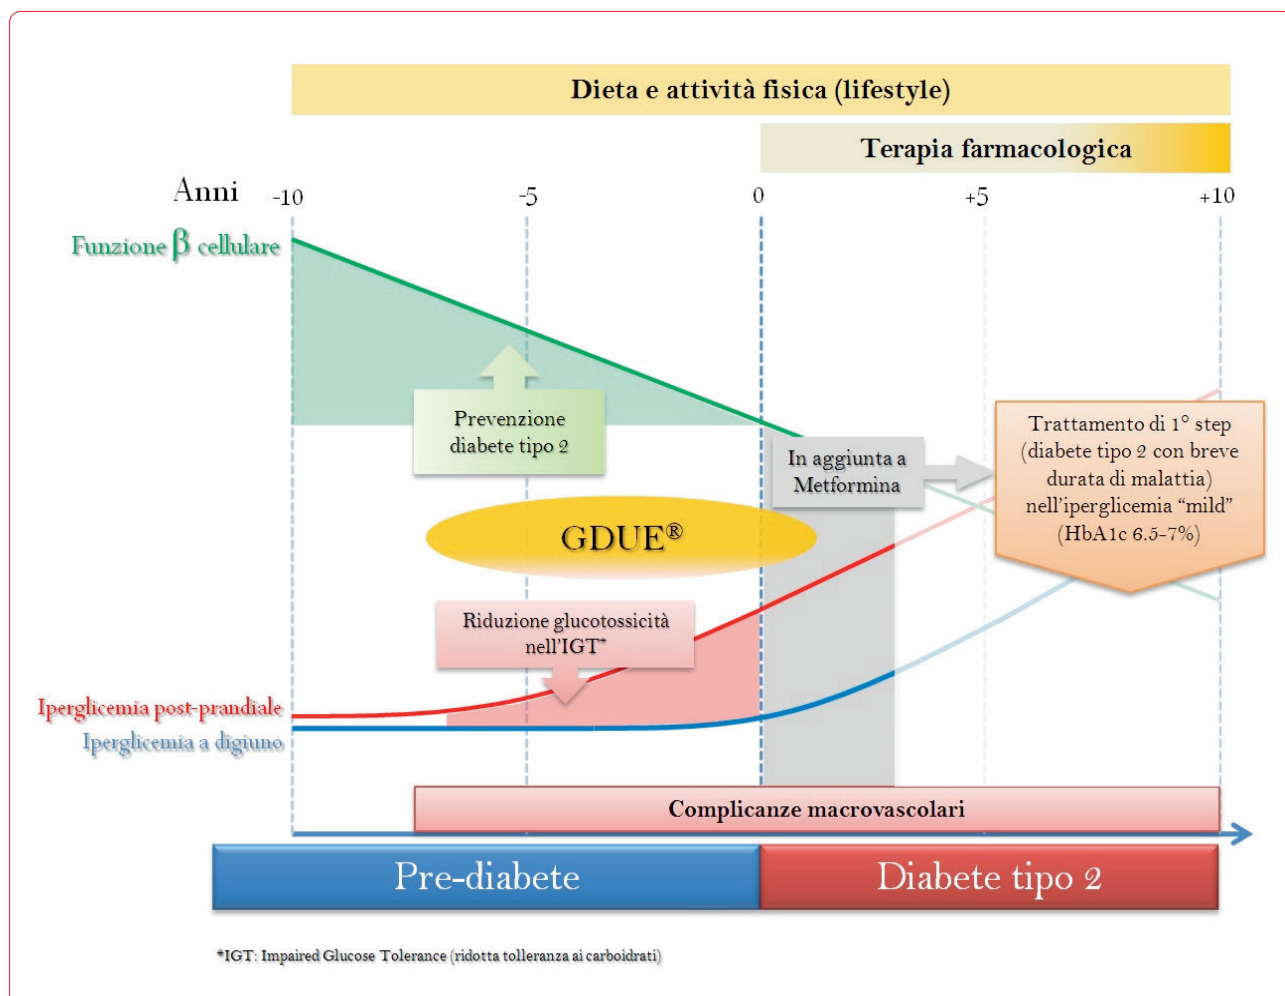 Dieta e attività fisica (lifestyle)
Terapia farmacologica
Anni
-10
-5
0
+5
+10
Funzione β cellulare
Prevenzione
diabete tipo 2
In aggiunta a
Metformina
Trattamento di 1° step
(diabete tipo 2 con breve
durata di malattia)
nell'iperglicemia “mild”
(HbA1c 6.5-7%)
GDUE®
Riduzione glucotossicità
nell'IGT*
Iperglicemia post-prandiale
Iperglicemia a digiuno
Complicanze macrovascolari
Pre-diabete
Diabete tipo 2
*IGT: Impaired Glucose Tolerance (ridotta tolleranza ai carboidrati)